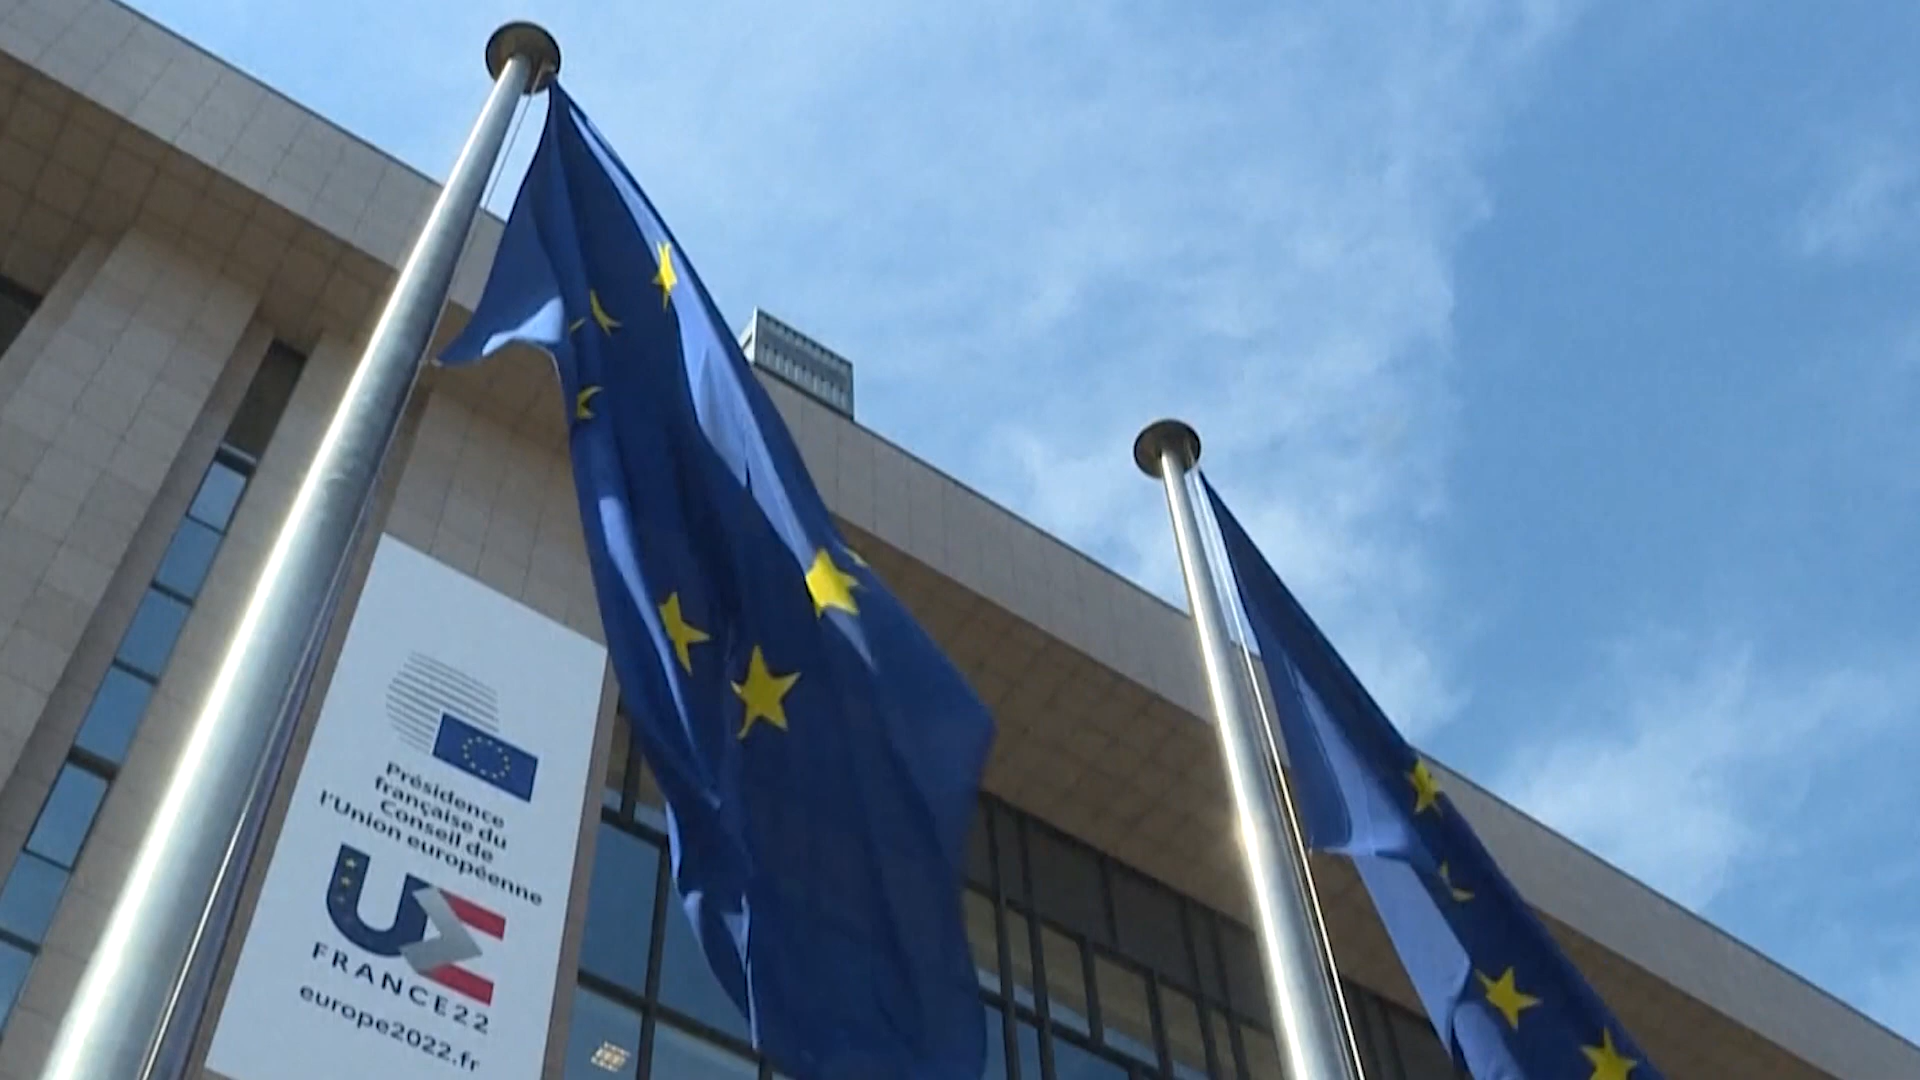 Présidence
française du
Conseil de
l'Union européenne
UE
FRANCE22
europe2022.fr